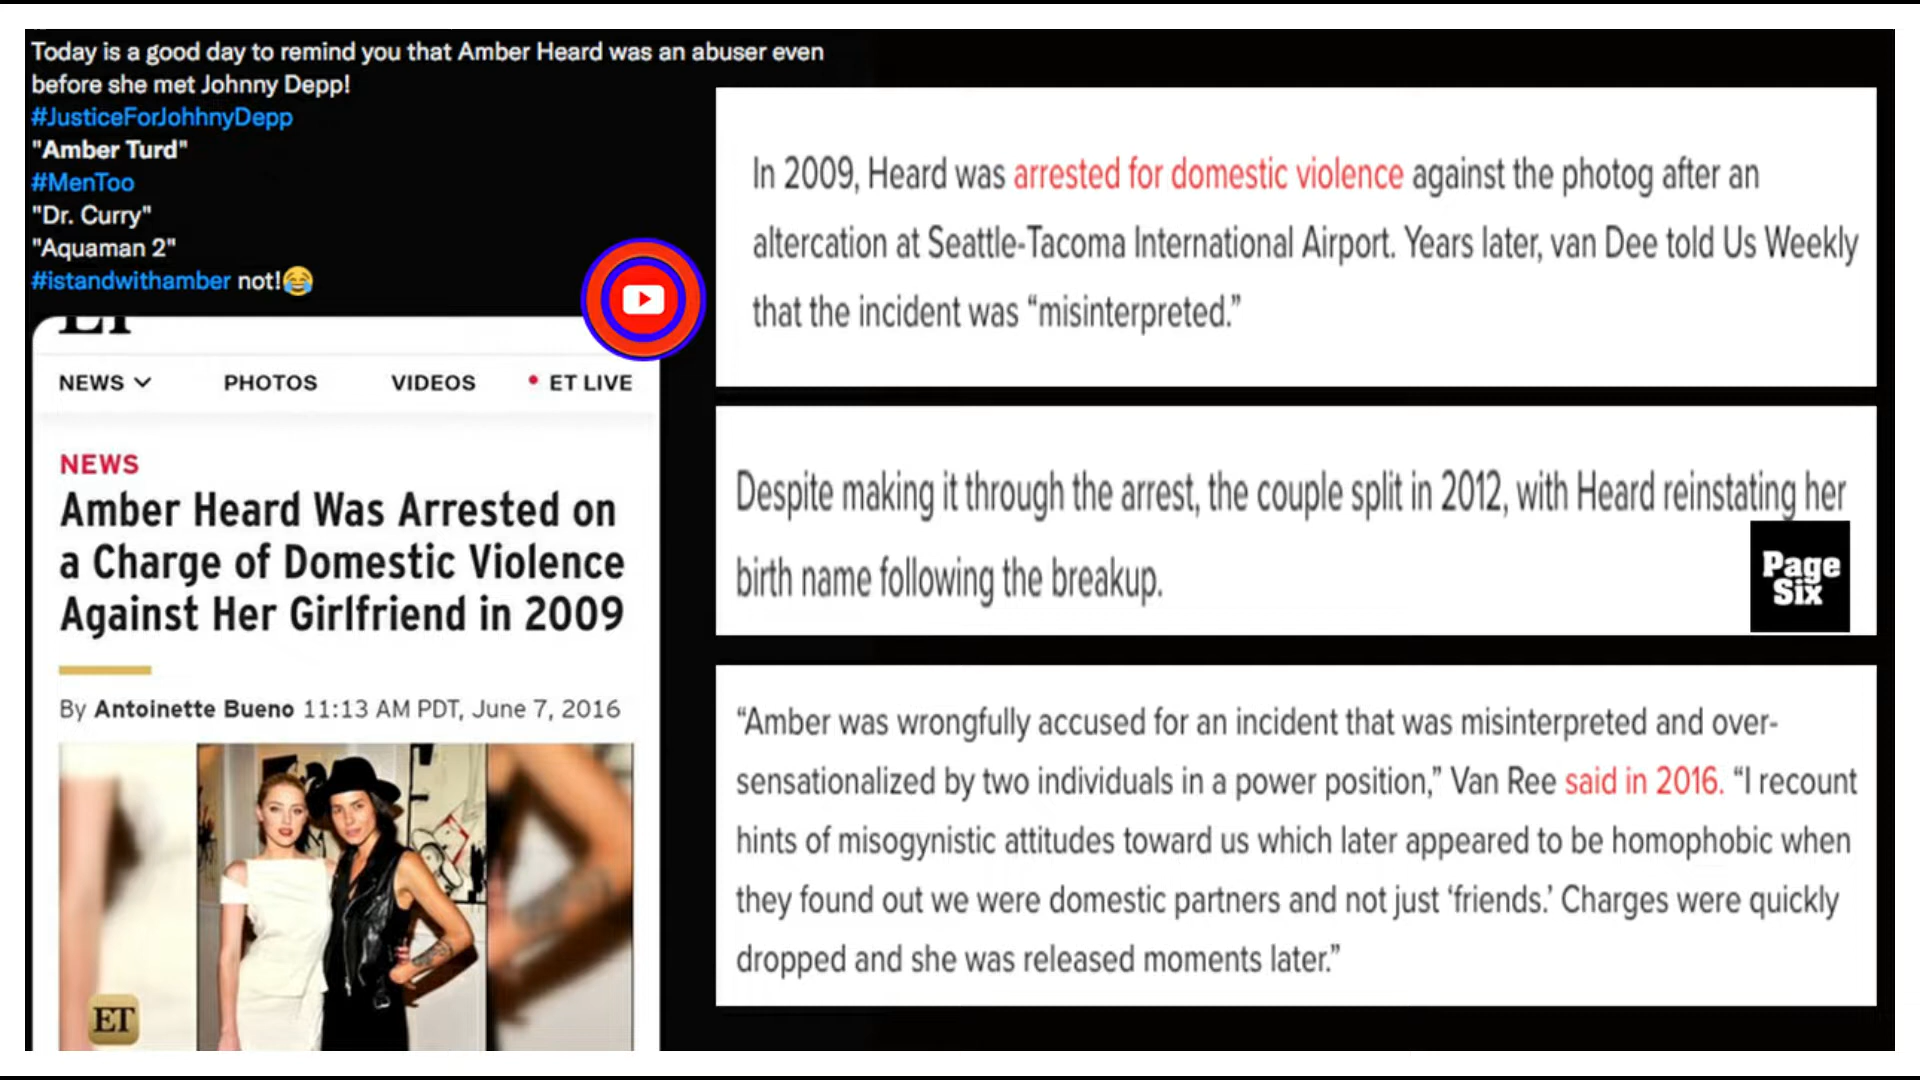 Today is a good day to remind you that Amber Heard was an abuser even
before she met Johnny Depp!
#JusticeForJohhnyDepp
"Amber Turd"
#MenToo
"Dr. Curry"
"Aquaman 2"
#istandwithamber not!😂
ET
NEWS
PHOTOS
VIDEOS
• ET LIVE
NEWS
Amber Heard Was Arrested on
a Charge of Domestic Violence
Against Her Girlfriend in 2009
By Antoinette Bueno 11:13 AM PDT, June 7, 2016
ET
In 2009, Heard was arrested for domestic violence against the photog after an
altercation at Seattle-Tacoma International Airport. Years later, van Dee told Us Weekly
that the incident was “misinterpreted.”
Despite making it through the arrest, the couple split in 2012, with Heard reinstating her
birth name following the breakup.
Page
Six
“Amber was wrongfully accused for an incident that was misinterpreted and over-
sensationalized by two individuals in a power position,” Van Ree said in 2016. “I recount
hints of misogynistic attitudes toward us which later appeared to be homophobic when
they found out we were domestic partners and not just ‘friends.’ Charges were quickly
dropped and she was released moments later.”